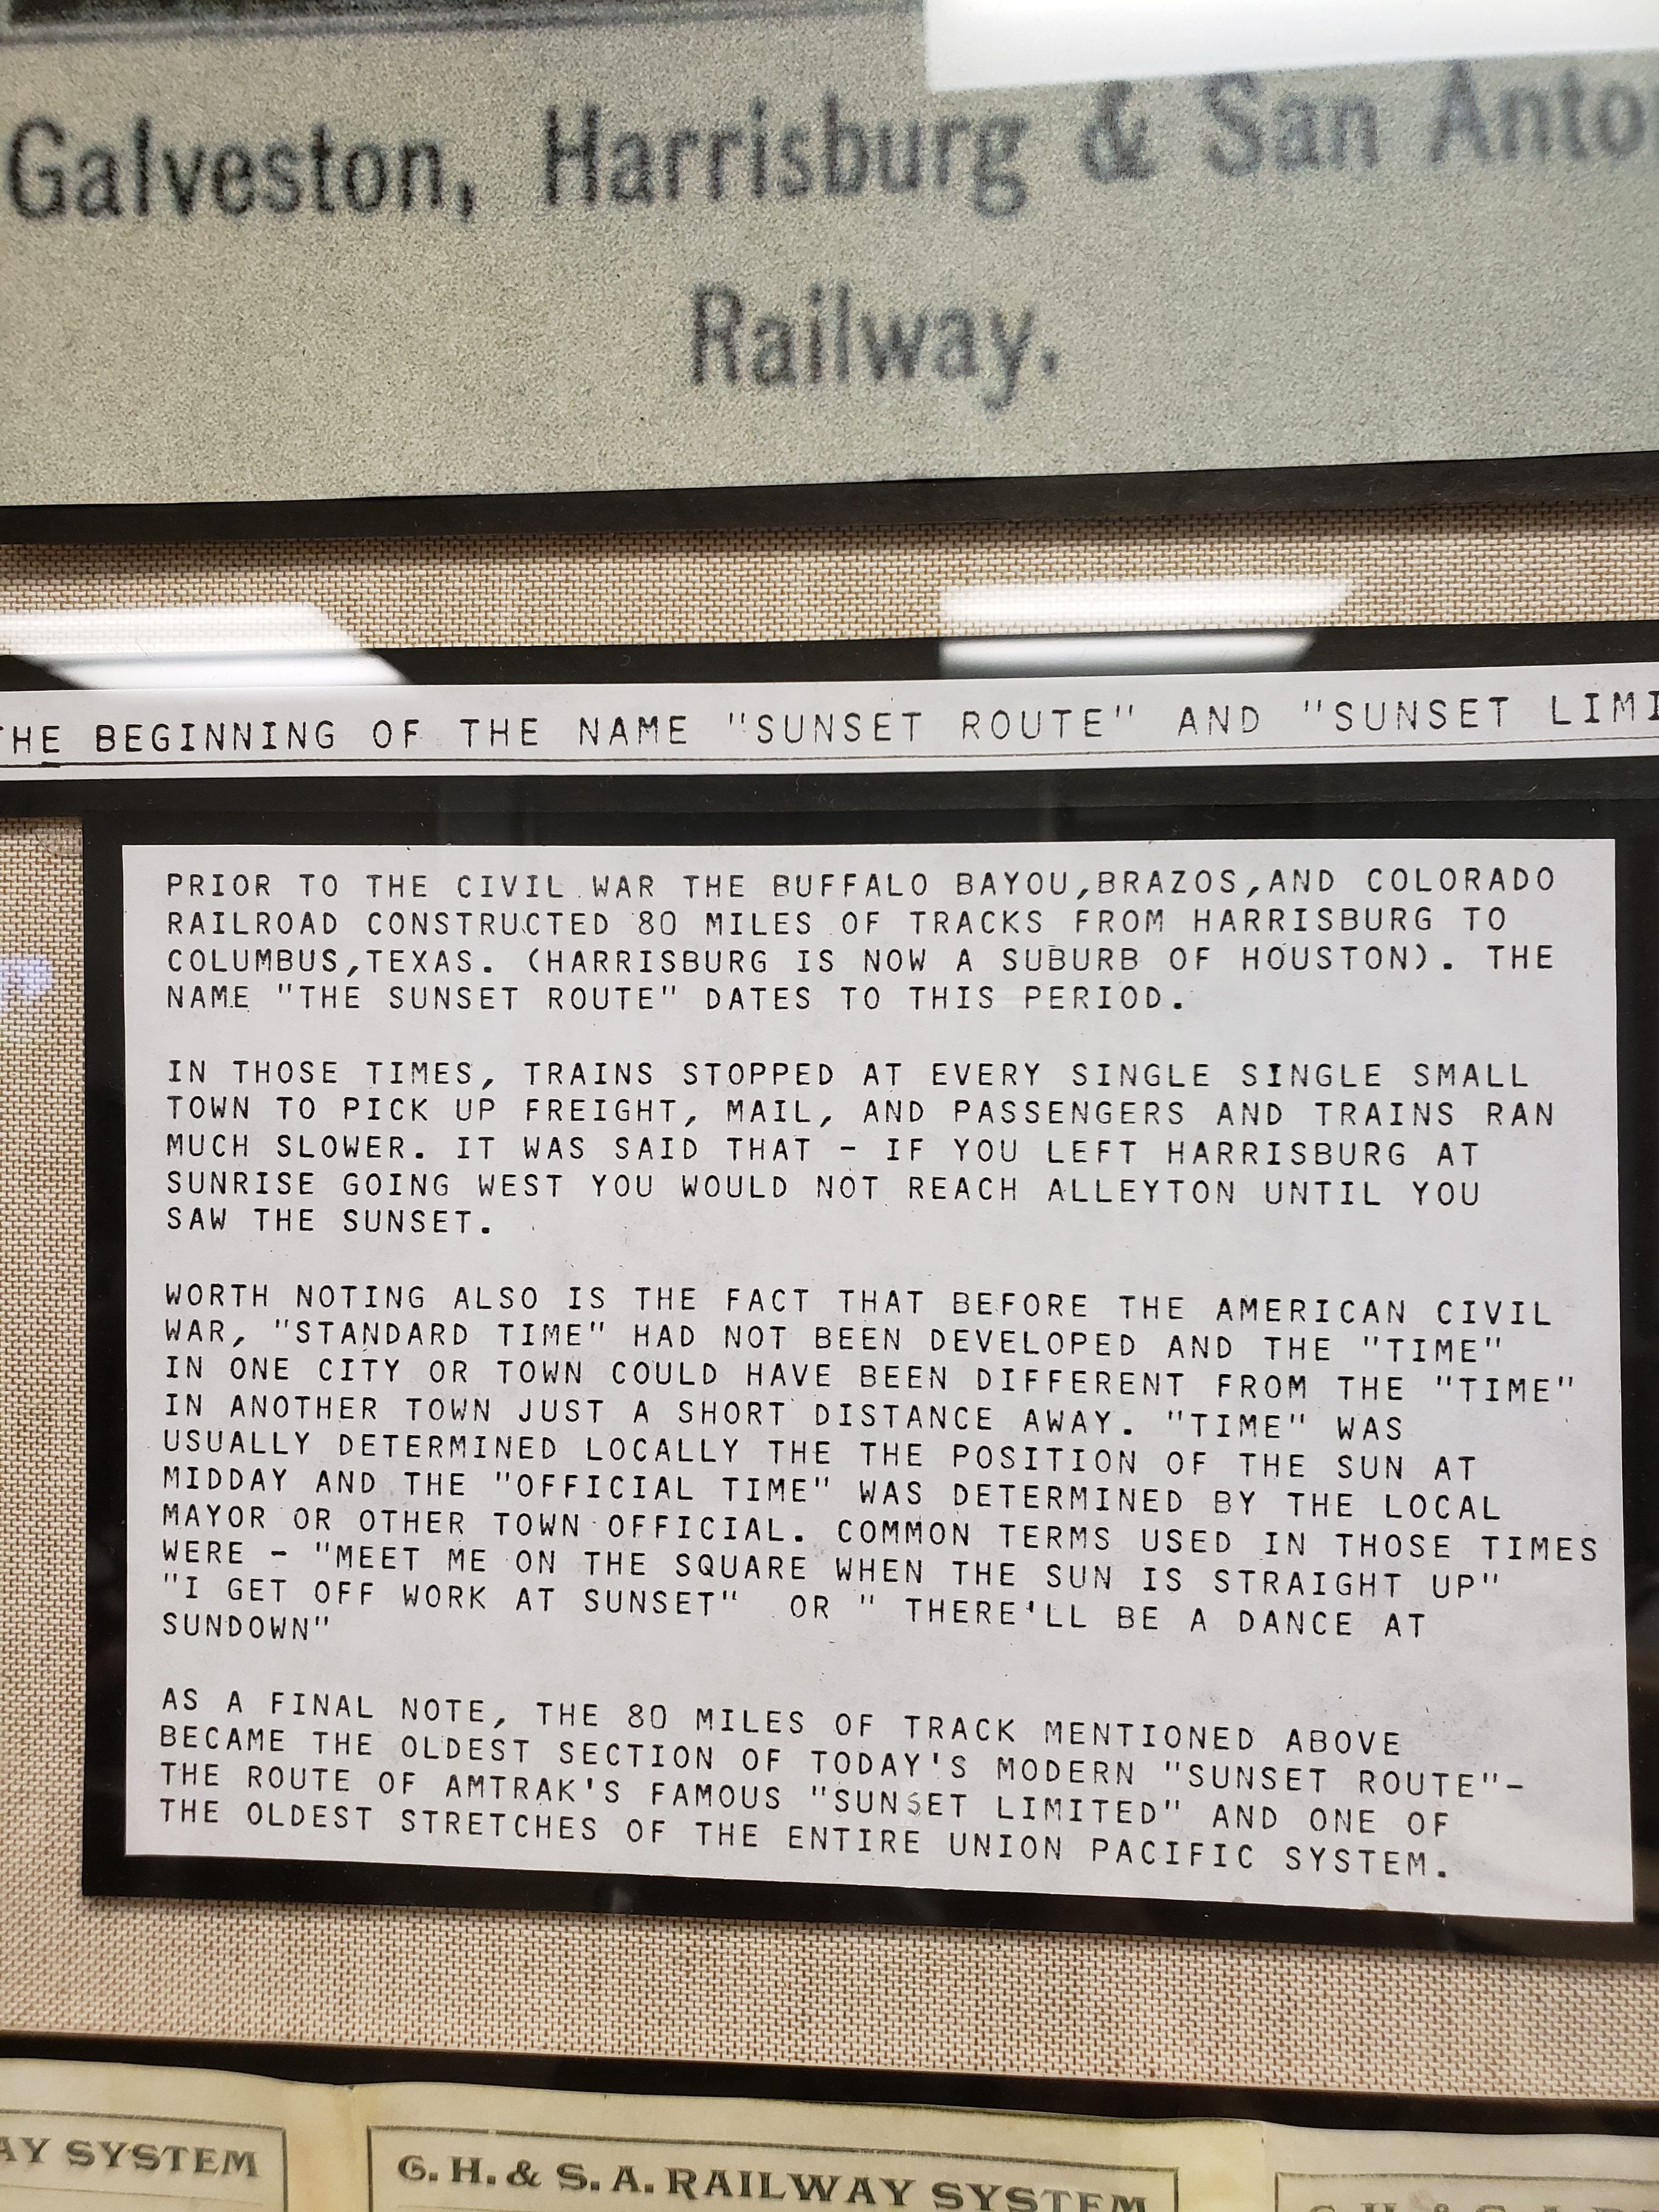 Galveston, Harrisburg & San Anto
Railway.
THE BEGINNING OF THE NAME "SUNSET ROUTE" AND "SUNSET LIMI
PRIOR TO THE CIVIL WAR THE BUFFALO BAYOU,BRAZOS,AND COLORADO
RAILROAD CONSTRUCTED 80 MILES OF TRACKS FROM HARRISBURG TO
COLUMBUS,TEXAS. (HARRISBURG IS NOW A SUBURB OF HOUSTON). THE
NAME "THE SUNSET ROUTE" DATES TO THIS PERIOD.
IN THOSE TIMES, TRAINS STOPPED AT EVERY SINGLE SINGLE SMALL
TOWN TO PICK UP FREIGHT, MAIL, AND PASSENGERS AND TRAINS RAN
MUCH SLOWER. IT WAS SAID THAT - IF YOU LEFT HARRISBURG AT
SUNRISE GOING WEST YOU WOULD NOT REACH ALLEYTON UNTIL YOU
SAW THE SUNSET.
WORTH NOTING ALSO IS THE FACT THAT BEFORE THE AMERICAN CIVIL
WAR, "STANDARD TIME" HAD NOT BEEN DEVELOPED AND THE "TIME"
IN ONE CITY OR TOWN COULD HAVE BEEN DIFFERENT FROM THE "TIME"
IN ANOTHER TOWN JUST A SHORT DISTANCE AWAY. "TIME" WAS
USUALLY DETERMINED LOCALLY THE THE POSITION OF THE SUN AT
MIDDAY AND THE "OFFICIAL TIME" WAS DETERMINED BY THE LOCAL
MAYOR OR OTHER TOWN OFFICIAL. COMMON TERMS USED IN THOSE TIMES
WERE - "MEET ME ON THE SQUARE WHEN THE SUN IS STRAIGHT UP"
"I GET OFF WORK AT SUNSET" OR " THERE'LL BE A DANCE AT
SUNDOWN"
AS A FINAL NOTE, THE 80 MILES OF TRACK MENTIONED ABOVE
BECAME THE OLDEST SECTION OF TODAY'S MODERN "SUNSET ROUTE"-
THE ROUTE OF AMTRAK'S FAMOUS "SUNSET LIMITED" AND ONE OF
THE OLDEST STRETCHES OF THE ENTIRE UNION PACIFIC SYSTEM.
AY SYSTEM
G. H. & S. A. RAILWAY SYSTEM